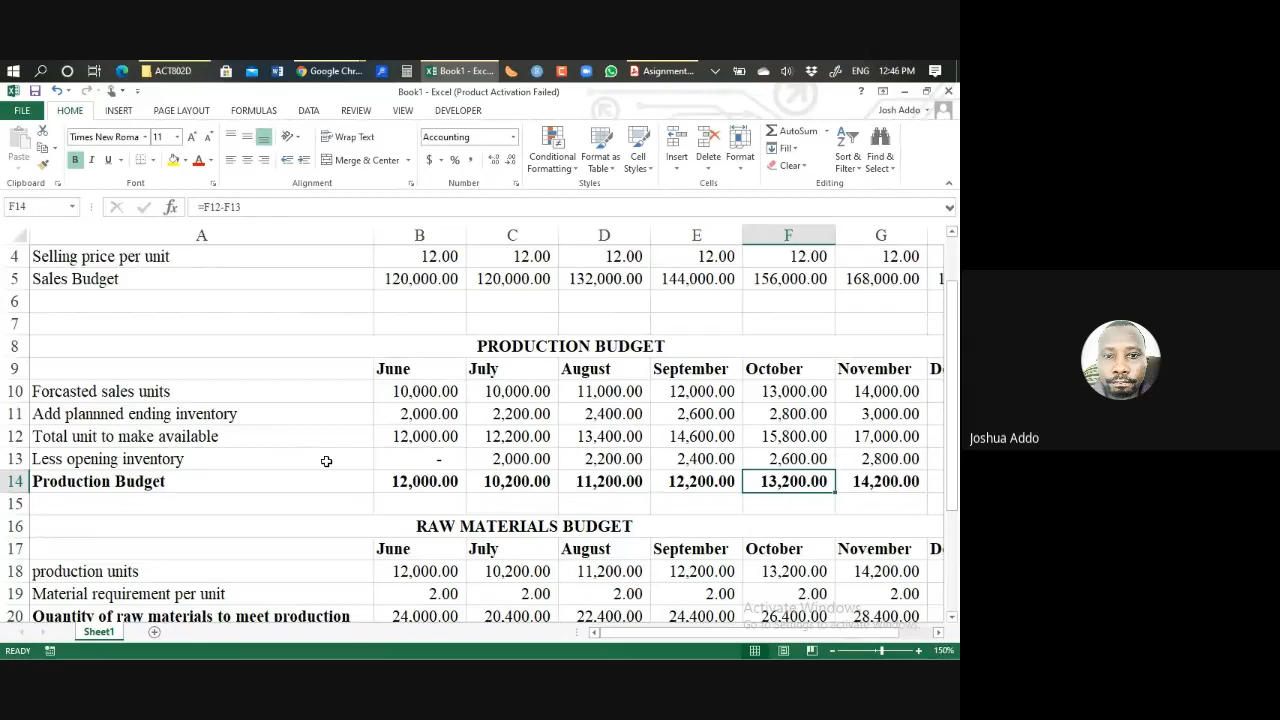 ACT802D
Google Chr...
Book1 - Exc...
Asignment...
ENG
12:46 PM
Book1 - Excel (Product Activation Failed)
FILE
HOME
INSERT
PAGE LAYOUT
FORMULAS
DATA
REVIEW
VIEW
DEVELOPER
Josh Addo
Paste
Times New Roma
11
Wrap Text
Merge & Center
Accounting
Conditional Formatting
Format as Table
Cell Styles
Insert
Delete
Format
AutoSum
Fill
Clear
Sort & Filter
Find & Select
Clipboard
Font
Alignment
Number
Styles
Cells
Editing
F14
=F12-F13
A B C D E F G
4 Selling price per unit 12.00 12.00 12.00 12.00 12.00 12.00
5 Sales Budget 120,000.00 120,000.00 132,000.00 144,000.00 156,000.00 168,000.00 1
6
7
8 PRODUCTION BUDGET
9 June July August September October November D
10 Forcasted sales units 10,000.00 10,000.00 11,000.00 12,000.00 13,000.00 14,000.00
11 Add plannned ending inventory 2,000.00 2,200.00 2,400.00 2,600.00 2,800.00 3,000.00
12 Total unit to make available 12,000.00 12,200.00 13,400.00 14,600.00 15,800.00 17,000.00
13 Less opening inventory - 2,000.00 2,200.00 2,400.00 2,600.00 2,800.00
14 Production Budget 12,000.00 10,200.00 11,200.00 12,200.00 13,200.00 14,200.00
15
16 RAW MATERIALS BUDGET
17 June July August September October November D
18 production units 12,000.00 10,200.00 11,200.00 12,200.00 13,200.00 14,200.00
19 Material requirement per unit 2.00 2.00 2.00 2.00 2.00 2.00
20 Quantity of raw materials to meet production 24,000.00 20,400.00 22,400.00 24,400.00 26,400.00 28,400.00
Activate Windows
Go to Settings to activate Windows.
Sheet1
READY
150%
Joshua Addo